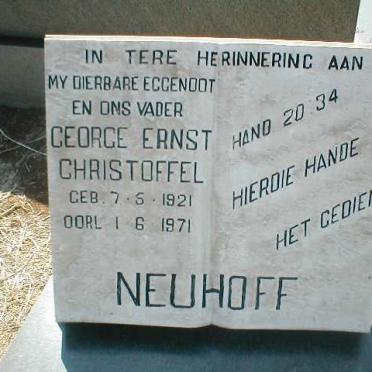 IN TERE HERINNERING AAN
MY DIERBARE EGGENOOT
EN ONS VADER
GEORGE ERNST
CHRISTOFFEL
GEB. 7·5·1921
OORL 1·6·1971
HAND 20:34
HIERDIE HANDE
HET GEDIEN
NEUHOFF